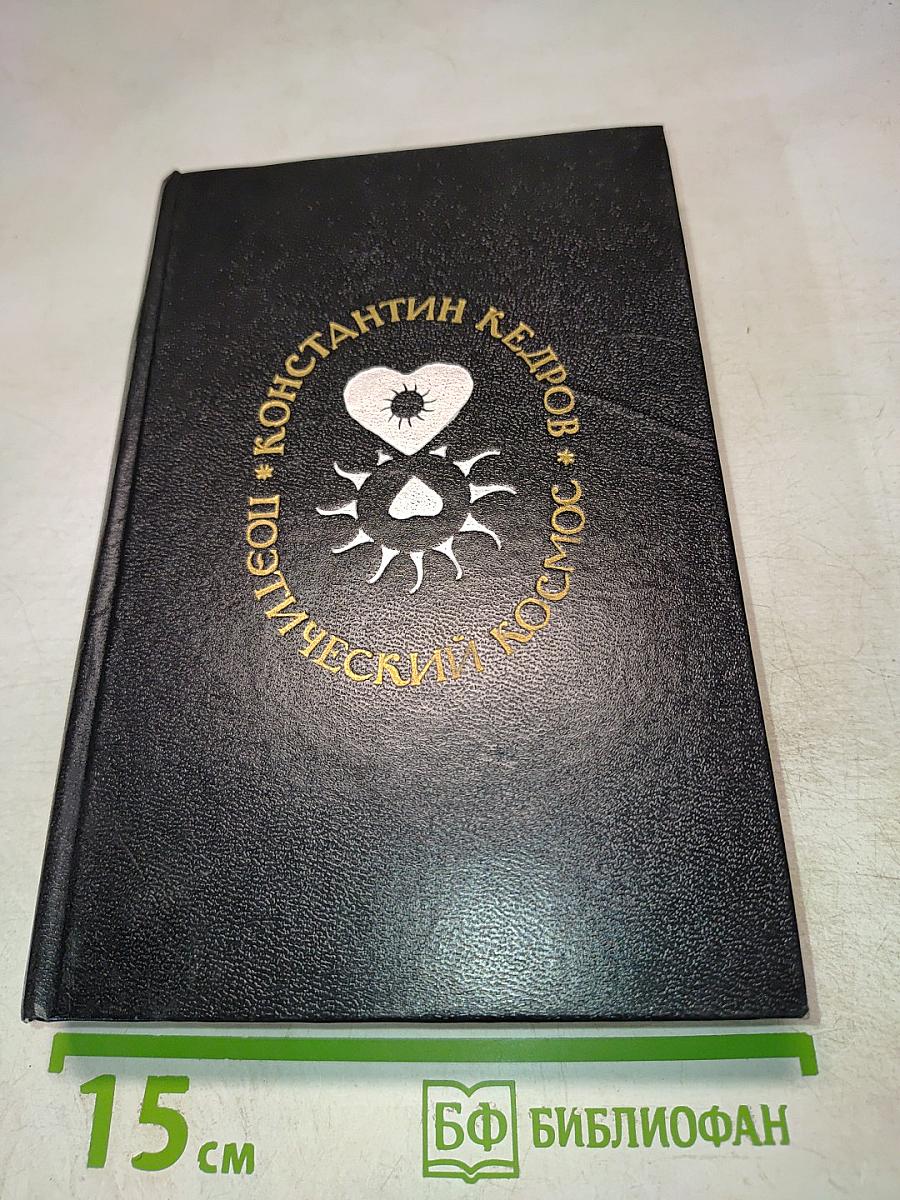 КОНСТАНТИН КЕДРОВ
* ПОЭТИЧЕСКИЙ КОСМОС *
15 см
БФ БИБЛИОФАН